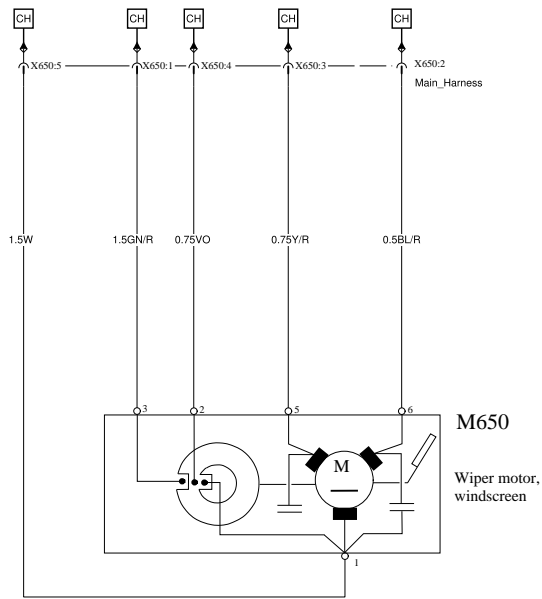 CH CH CH CH CH
X650:5 X650:1 X650:4 X650:3 X650:2
Main_Harness
1.5W 1.5GN/R 0.75VO 0.75Y/R 0.5BL/R
3 2 5 6
M650
M
Wiper motor,
windscreen
1